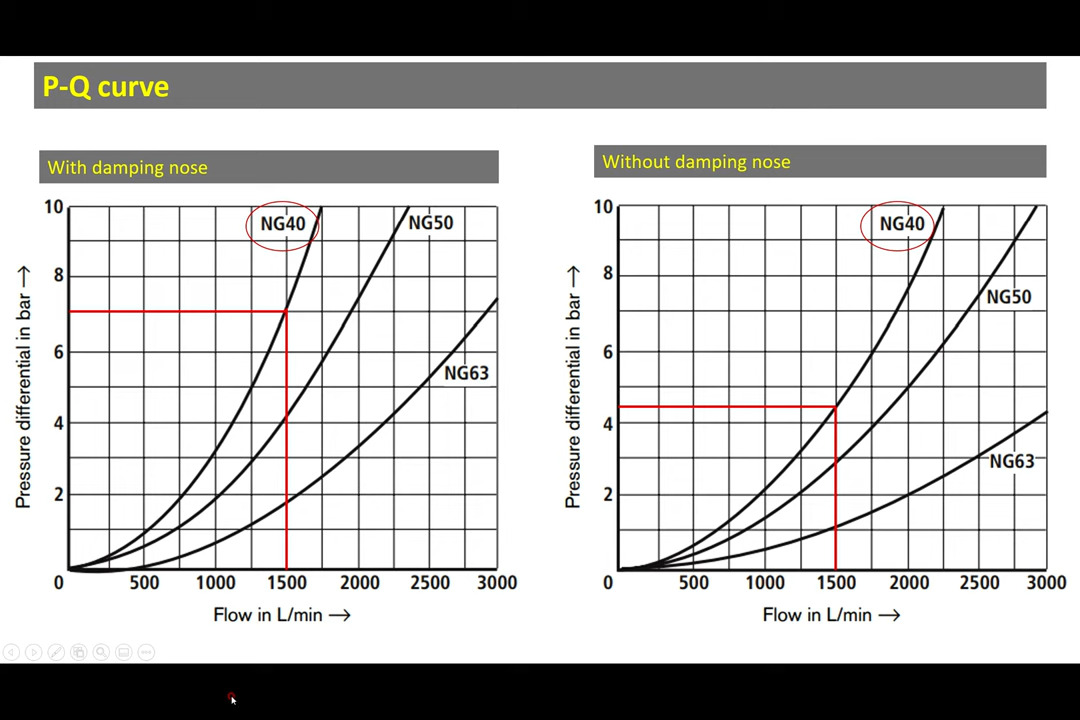 P-Q curve
With damping nose
10
8
6
4
2
0
500
1000
1500
2000
2500
3000
NG40
NG50
NG63
Pressure differential in bar →
Flow in L/min →
Without damping nose
10
8
6
4
2
0
500
1000
1500
2000
2500
3000
NG40
NG50
NG63
Pressure differential in bar →
Flow in L/min →